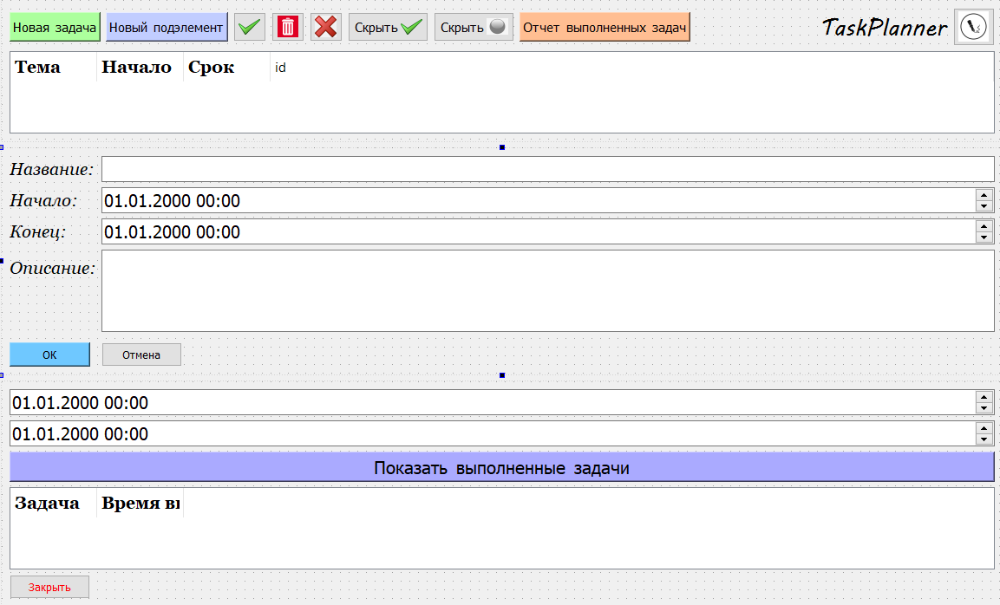 Новая задача Новый подэлемент Скрыть Скрыть Отчет выполненных задач TaskPlanner
Тема Начало Срок id
Название:
Начало: 01.01.2000 00:00
Конец: 01.01.2000 00:00
Описание:
OK Отмена
01.01.2000 00:00
01.01.2000 00:00
Показать выполненные задачи
Задача Время
Закрыть